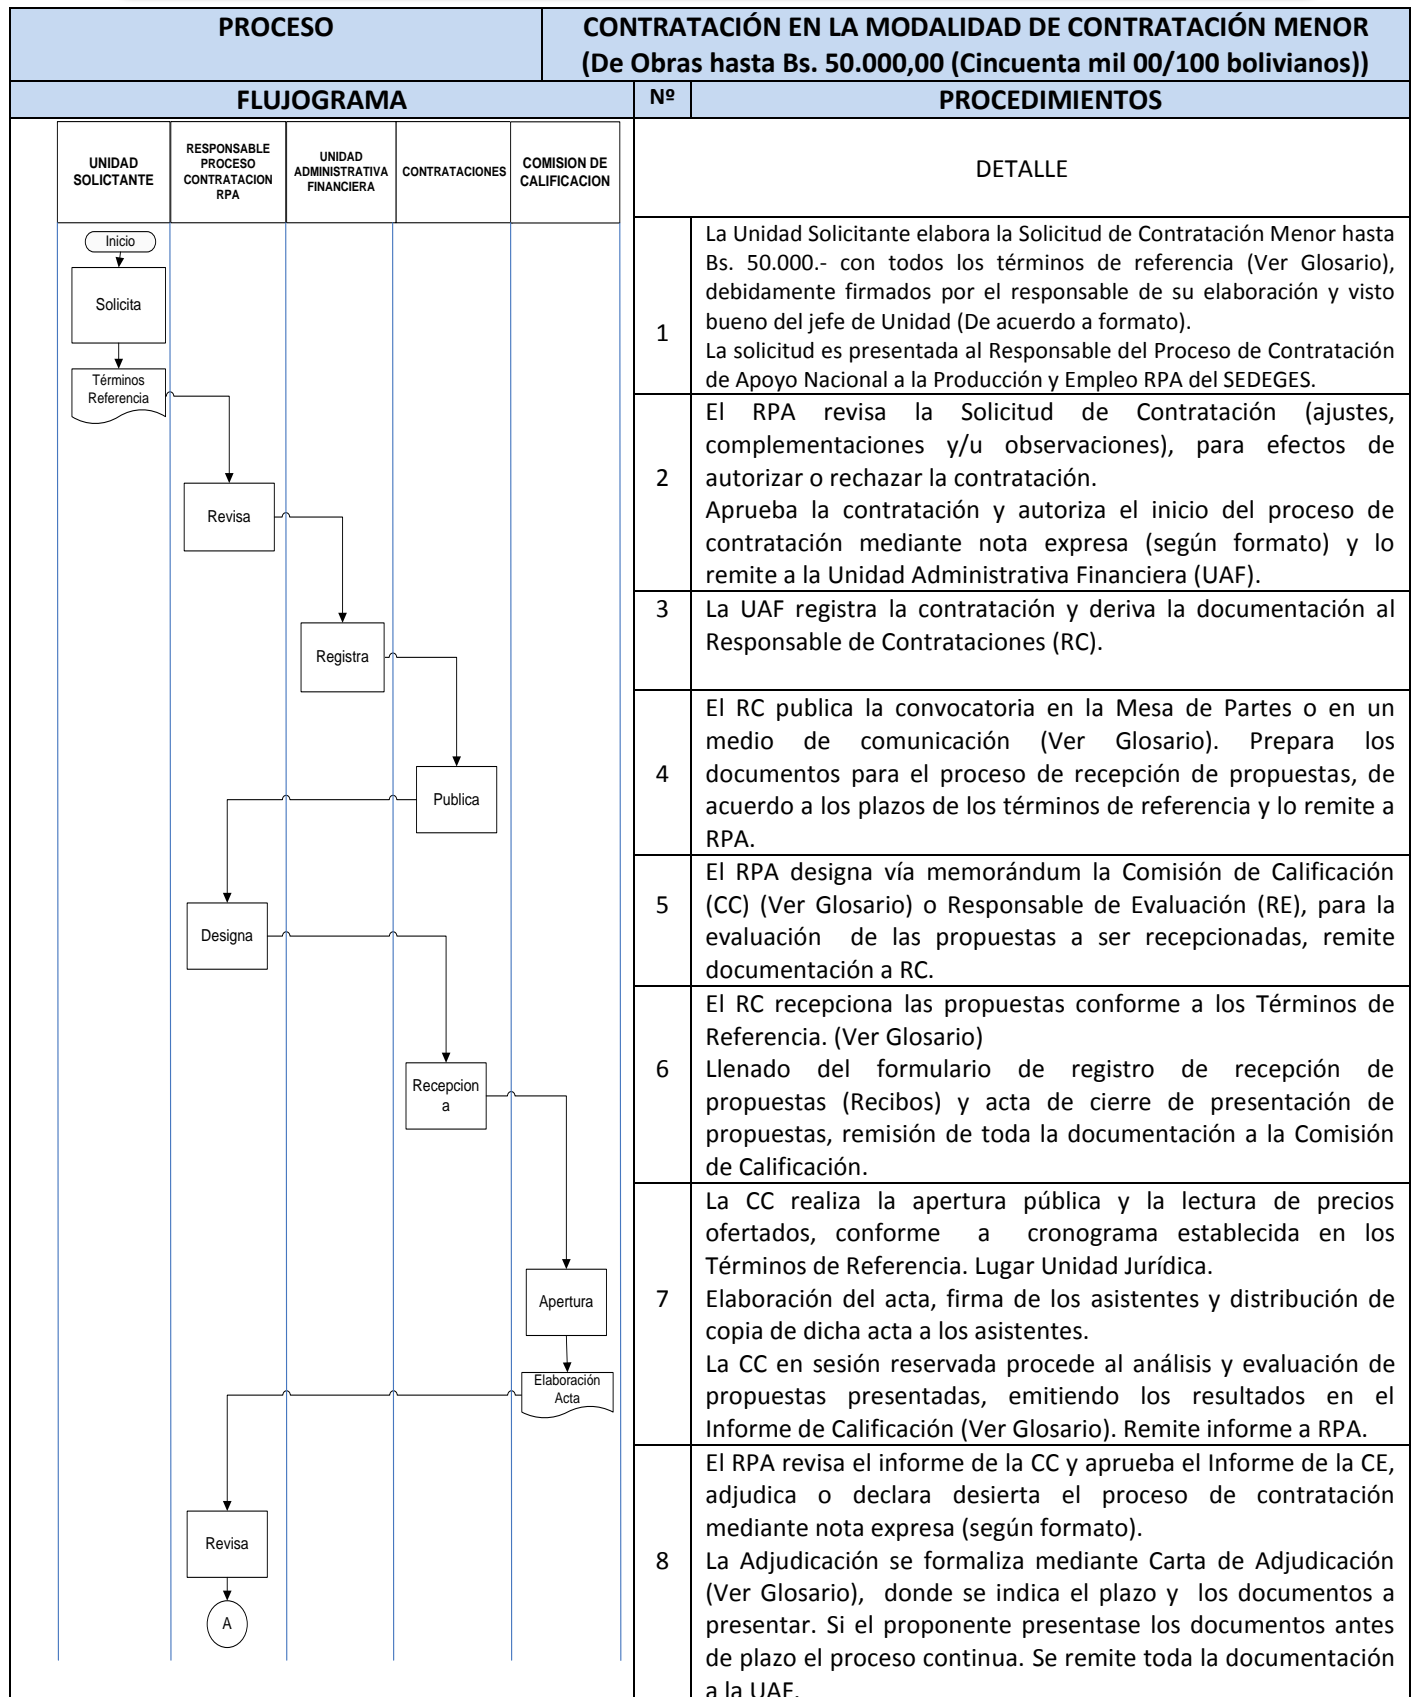 PROCESO
CONTRATACIÓN EN LA MODALIDAD DE CONTRATACIÓN MENOR
(De Obras hasta Bs. 50.000,00 (Cincuenta mil 00/100 bolivianos))
FLUJOGRAMA
Nº
PROCEDIMIENTOS
UNIDAD
SOLICTANTE
RESPONSABLE
PROCESO
CONTRATACION
RPA
UNIDAD
ADMINISTRATIVA
FINANCIERA
CONTRATACIONES
COMISION DE
CALIFICACION
DETALLE
Inicio
Solicita
Términos
Referencia
Revisa
Registra
Publica
Designa
Recepcion
a
Apertura
Elaboración
Acta
Revisa
A
1
La Unidad Solicitante elabora la Solicitud de Contratación Menor hasta
Bs. 50.000.- con todos los términos de referencia (Ver Glosario),
debidamente firmados por el responsable de su elaboración y visto
bueno del jefe de Unidad (De acuerdo a formato).
La solicitud es presentada al Responsable del Proceso de Contratación
de Apoyo Nacional a la Producción y Empleo RPA del SEDEGES.
2
El RPA revisa la Solicitud de Contratación (ajustes,
complementaciones y/u observaciones), para efectos de
autorizar o rechazar la contratación.
Aprueba la contratación y autoriza el inicio del proceso de
contratación mediante nota expresa (según formato) y lo
remite a la Unidad Administrativa Financiera (UAF).
3
La UAF registra la contratación y deriva la documentación al
Responsable de Contrataciones (RC).
4
El RC publica la convocatoria en la Mesa de Partes o en un
medio de comunicación (Ver Glosario). Prepara los
documentos para el proceso de recepción de propuestas, de
acuerdo a los plazos de los términos de referencia y lo remite a
RPA.
5
El RPA designa vía memorándum la Comisión de Calificación
(CC) (Ver Glosario) o Responsable de Evaluación (RE), para la
evaluación de las propuestas a ser recepcionadas, remite
documentación a RC.
6
El RC recepciona las propuestas conforme a los Términos de
Referencia. (Ver Glosario)
Llenado del formulario de registro de recepción de
propuestas (Recibos) y acta de cierre de presentación de
propuestas, remisión de toda la documentación a la Comisión
de Calificación.
7
La CC realiza la apertura pública y la lectura de precios
ofertados, conforme a cronograma establecida en los
Términos de Referencia. Lugar Unidad Jurídica.
Elaboración del acta, firma de los asistentes y distribución de
copia de dicha acta a los asistentes.
La CC en sesión reservada procede al análisis y evaluación de
propuestas presentadas, emitiendo los resultados en el
Informe de Calificación (Ver Glosario). Remite informe a RPA.
8
El RPA revisa el informe de la CC y aprueba el Informe de la CE,
adjudica o declara desierta el proceso de contratación
mediante nota expresa (según formato).
La Adjudicación se formaliza mediante Carta de Adjudicación
(Ver Glosario), donde se indica el plazo y los documentos a
presentar. Si el proponente presentase los documentos antes
de plazo el proceso continua. Se remite toda la documentación
a la UAF.